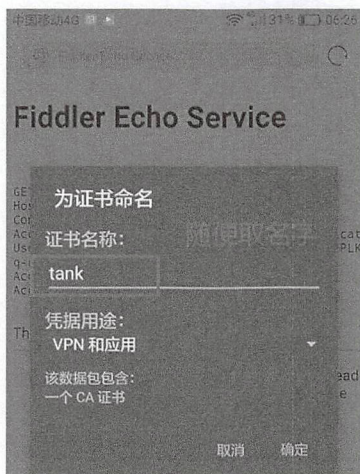 中国移动4G
31% 06:26
Fiddler Echo Service
为证书命名
证书名称：
随便取名字
tank
凭据用途：
VPN 和应用
该数据包包含：
一个 CA 证书
取消 确定